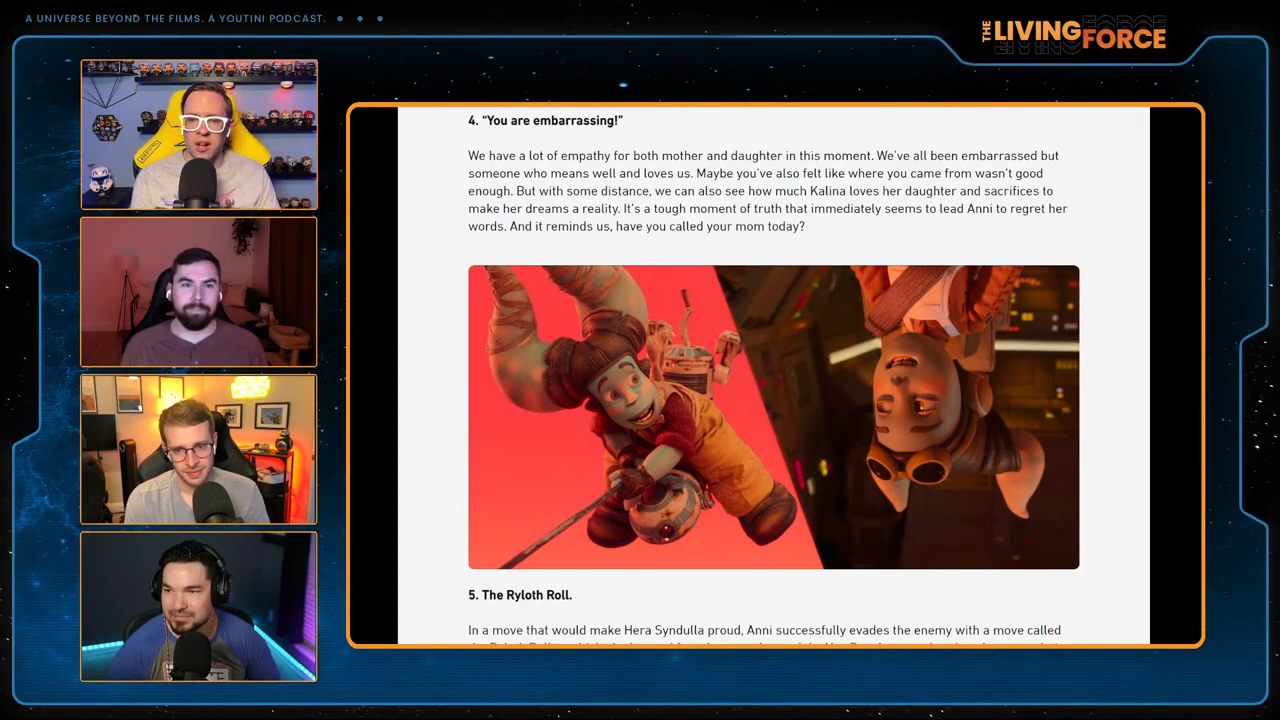 A UNIVERSE BEYOND THE FILMS. A YOUTINI PODCAST.
THE LIVING FORCE
4. “You are embarrassing!”
We have a lot of empathy for both mother and daughter in this moment. We’ve all been embarrassed but
someone who means well and loves us. Maybe you’ve also felt like where you came from wasn’t good
enough. But with some distance, we can also see how much Kalina loves her daughter and sacrifices to
make her dreams a reality. It’s a tough moment of truth that immediately seems to lead Anni to regret her
words. And it reminds us, have you called your mom today?
5. The Ryloth Roll.
In a move that would make Hera Syndulla proud, Anni successfully evades the enemy with a move called